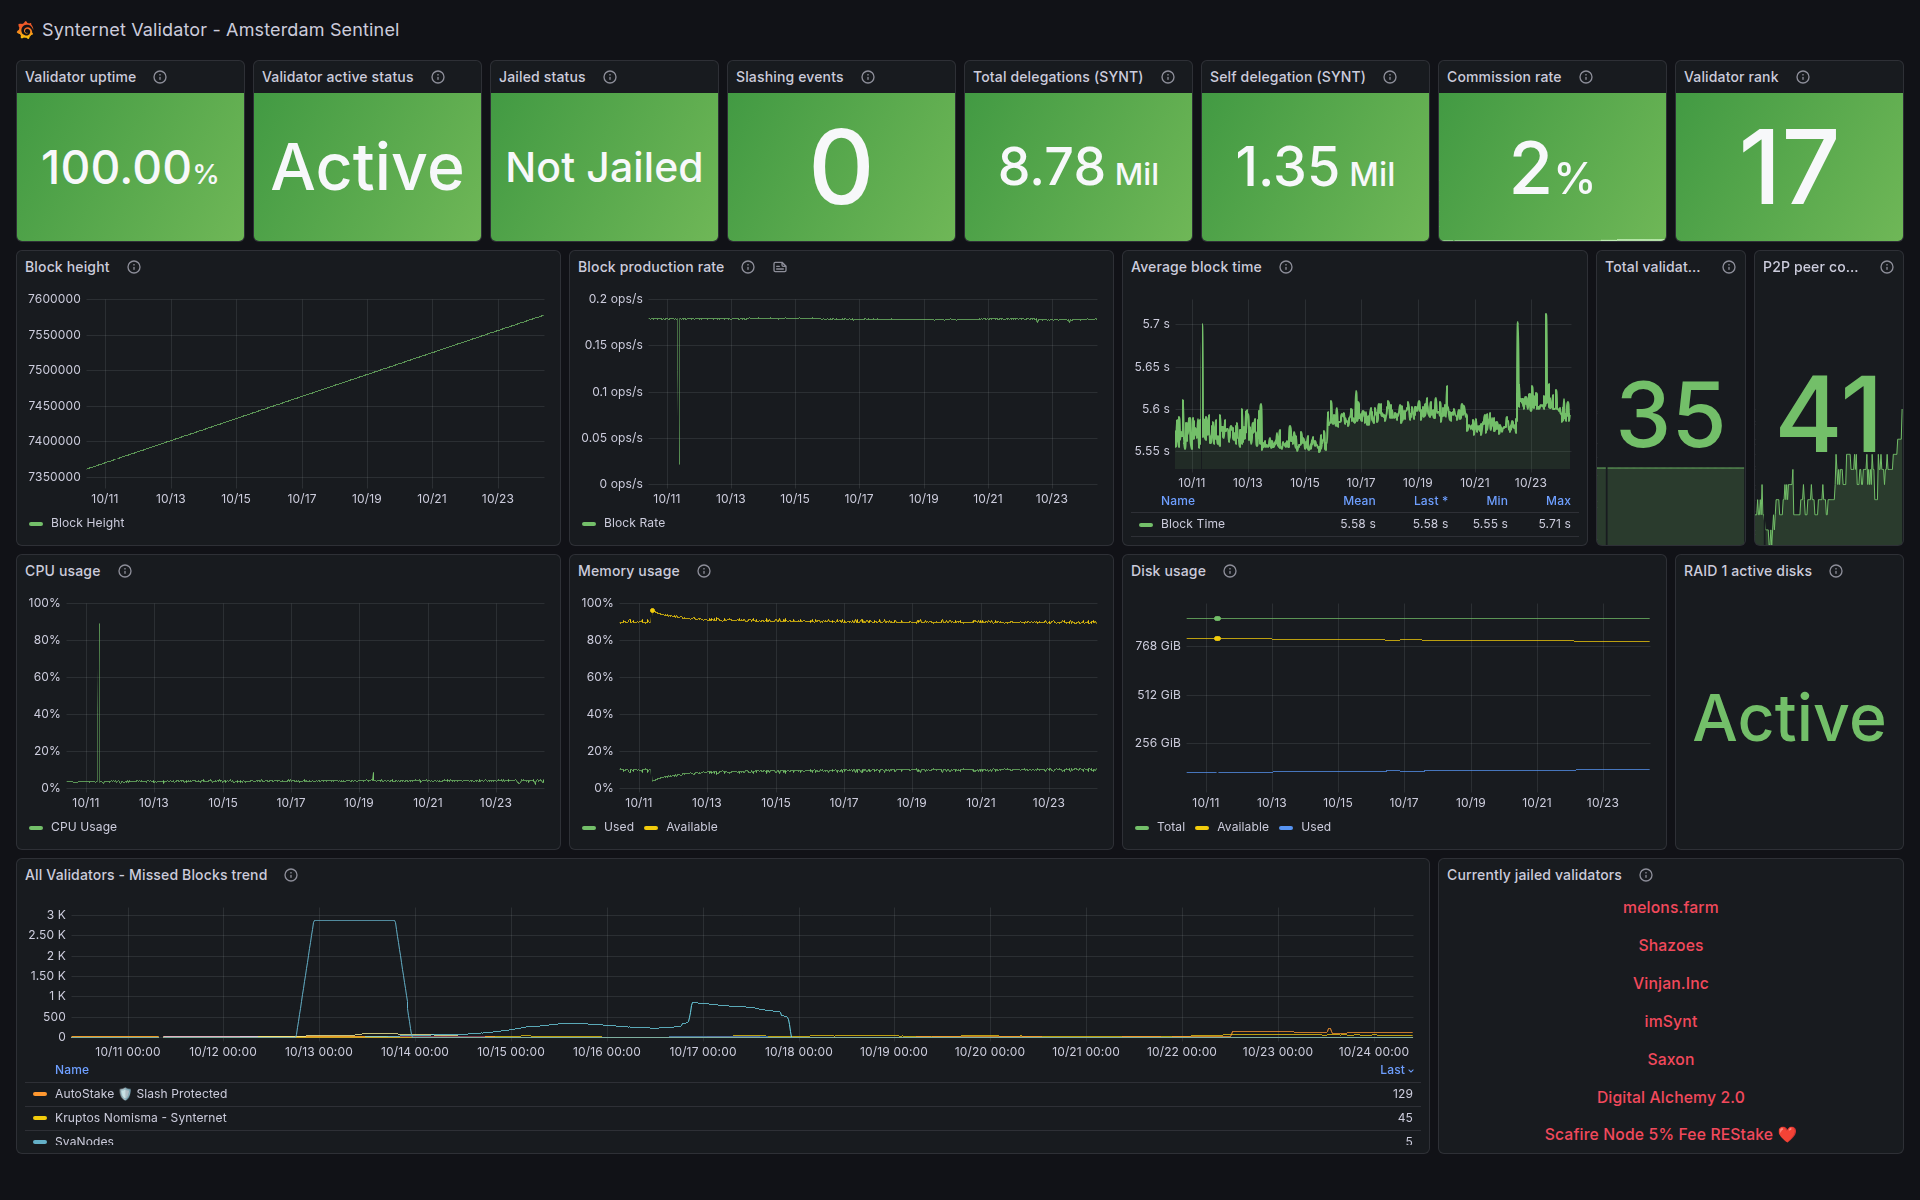 Synternet Validator - Amsterdam Sentinel
Validator uptime
100.00%
Validator active status
Active
Jailed status
Not Jailed
Slashing events
0
Total delegations (SYNT)
8.78 Mil
Self delegation (SYNT)
1.35 Mil
Commission rate
2%
Validator rank
17
Block height
7600000
7550000
7500000
7450000
7400000
7350000
10/11 10/13 10/15 10/17 10/19 10/21 10/23
Block Height
Block production rate
0.2 ops/s
0.15 ops/s
0.1 ops/s
0.05 ops/s
0 ops/s
10/11 10/13 10/15 10/17 10/19 10/21 10/23
Block Rate
Average block time
5.7 s
5.65 s
5.6 s
5.55 s
10/11 10/13 10/15 10/17 10/19 10/21 10/23
Name Mean Last * Min Max
Block Time 5.58 s 5.58 s 5.55 s 5.71 s
Total validat...
35
P2P peer co...
41
CPU usage
100%
80%
60%
40%
20%
0%
10/11 10/13 10/15 10/17 10/19 10/21 10/23
CPU Usage
Memory usage
100%
80%
60%
40%
20%
0%
10/11 10/13 10/15 10/17 10/19 10/21 10/23
Used Available
Disk usage
768 GiB
512 GiB
256 GiB
10/11 10/13 10/15 10/17 10/19 10/21 10/23
Total Available Used
RAID 1 active disks
Active
All Validators - Missed Blocks trend
3 K
2.50 K
2 K
1.50 K
1 K
500
0
10/11 00:00 10/12 00:00 10/13 00:00 10/14 00:00 10/15 00:00 10/16 00:00 10/17 00:00 10/18 00:00 10/19 00:00 10/20 00:00 10/21 00:00 10/22 00:00 10/23 00:00 10/24 00:00
Name Last
AutoStake 🛡️ Slash Protected 129
Kruptos Nomisma - Synternet 45
SvaNodes 5
Currently jailed validators
melons.farm
Shazoes
Vinjan.Inc
imSynt
Saxon
Digital Alchemy 2.0
Scafire Node 5% Fee REStake ❤️